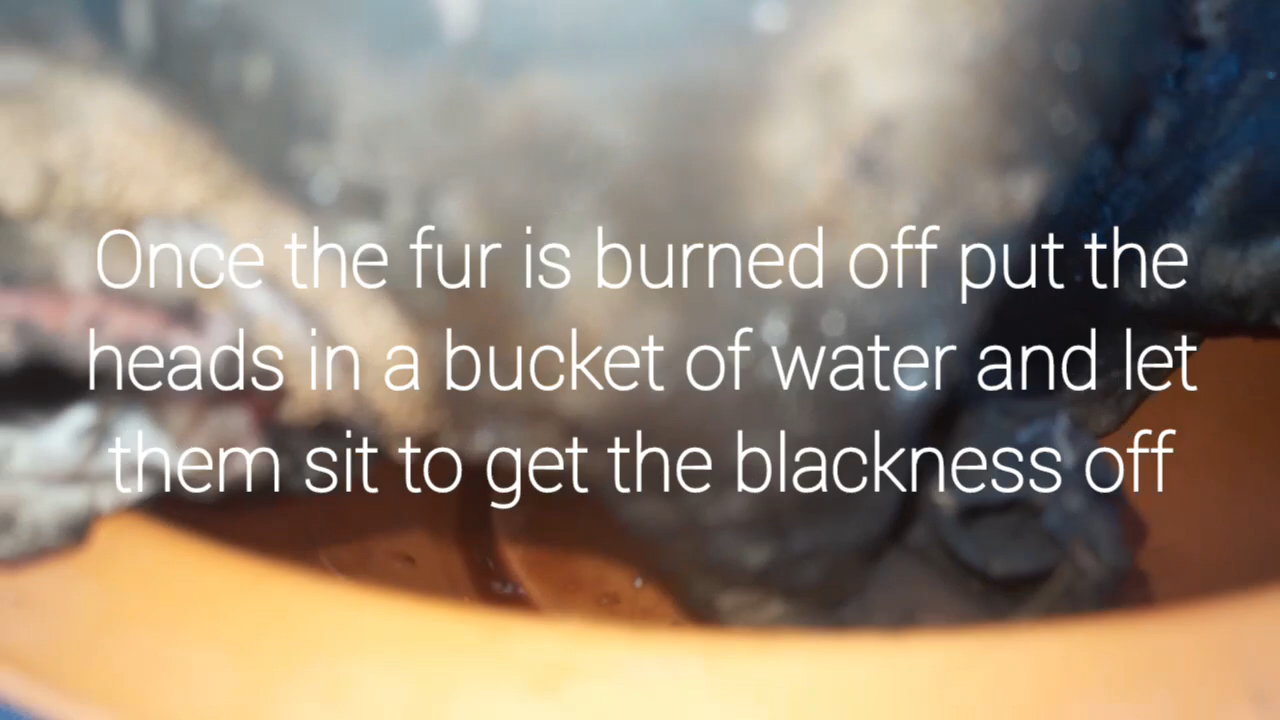 Once the fur is burned off put the
heads in a bucket of water and let
them sit to get the blackness off